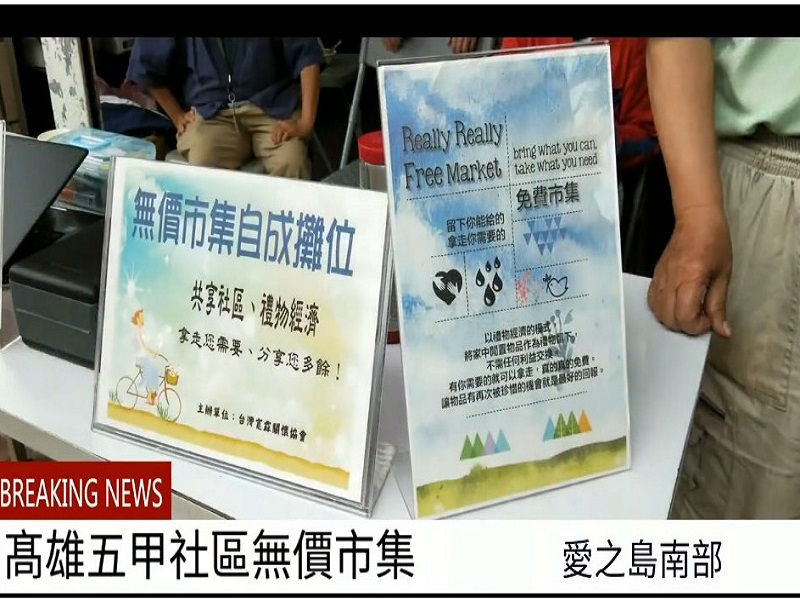 無價市集自成攤位
共享社區、禮物經濟
拿走您需要、分享您多餘！
主辦單位：台灣寬霖關懷協會
Really Really
Free Market
bring what you can,
take what you need
免費市集
留下你能給的
拿走你需要的
以禮物經濟的模式，
將家中閒置物品作為禮物留下，
不需任何利益交換。
有你需要的就可以拿走，真的真的免費。
讓物品有再次被珍惜的機會就是最好的回報。
BREAKING NEWS
髙雄五甲社區無價市集
愛之島南部